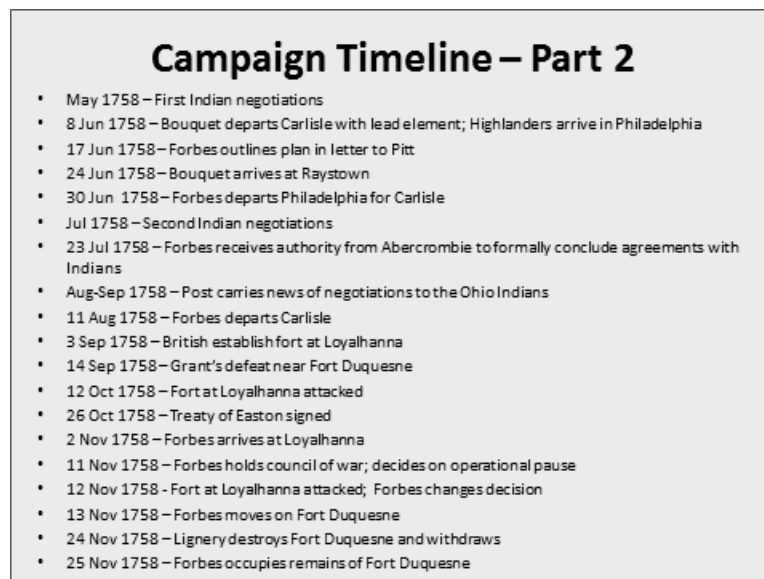 Campaign Timeline – Part 2
• May 1758 – First Indian negotiations
• 8 Jun 1758 – Bouquet departs Carlisle with lead element; Highlanders arrive in Philadelphia
• 17 Jun 1758 – Forbes outlines plan in letter to Pitt
• 24 Jun 1758 – Bouquet arrives at Raystown
• 30 Jun 1758 – Forbes departs Philadelphia for Carlisle
• Jul 1758 – Second Indian negotiations
• 23 Jul 1758 – Forbes receives authority from Abercrombie to formally conclude agreements with
Indians
• Aug-Sep 1758 – Post carries news of negotiations to the Ohio Indians
• 11 Aug 1758 – Forbes departs Carlisle
• 3 Sep 1758 – British establish fort at Loyalhanna
• 14 Sep 1758 – Grant's defeat near Fort Duquesne
• 12 Oct 1758 – Fort at Loyalhanna attacked
• 26 Oct 1758 – Treaty of Easton signed
• 2 Nov 1758 – Forbes arrives at Loyalhanna
• 11 Nov 1758 – Forbes holds council of war; decides on operational pause
• 12 Nov 1758 - Fort at Loyalhanna attacked; Forbes changes decision
• 13 Nov 1758 – Forbes moves on Fort Duquesne
• 24 Nov 1758 – Lignery destroys Fort Duquesne and withdraws
• 25 Nov 1758 – Forbes occupies remains of Fort Duquesne